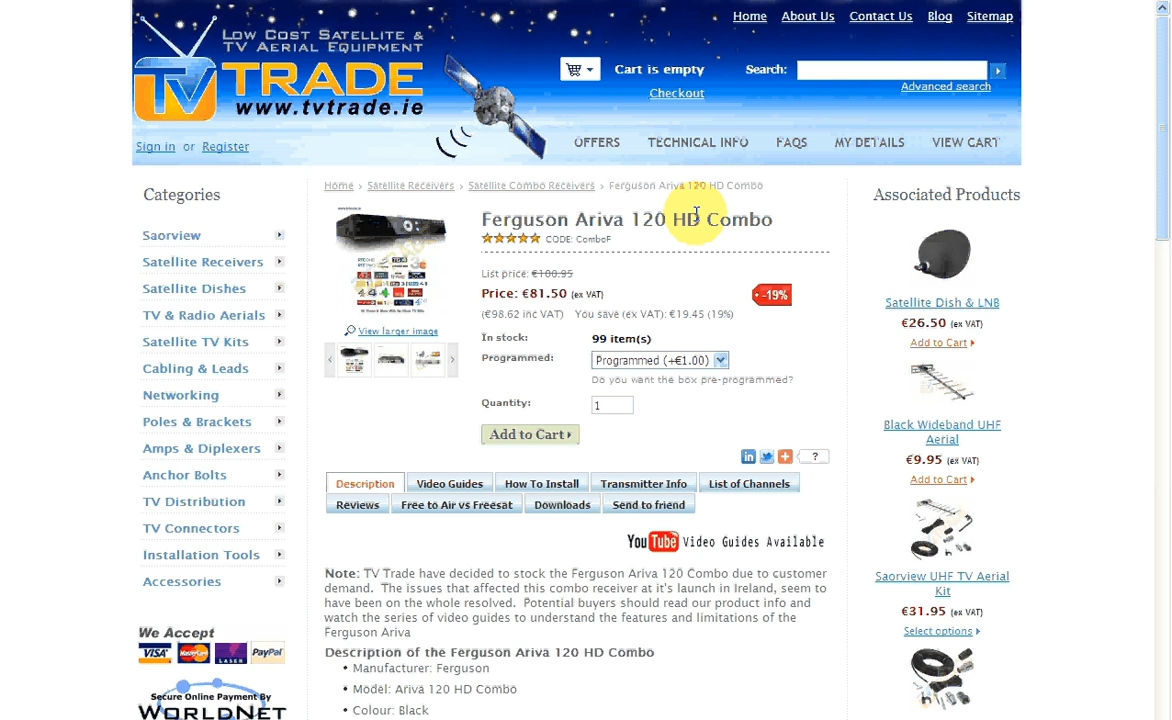 Home About Us Contact Us Blog Sitemap
LOW COST SATELLITE &
TV AERIAL EQUIPMENT
TV TRADE
www.tvtrade.ie
Cart is empty
Checkout
Search:
Advanced search
Sign in or Register
OFFERS TECHNICAL INFO FAQS MY DETAILS VIEW CART
Categories
Saorview
Satellite Receivers
Satellite Dishes
TV & Radio Aerials
Satellite TV Kits
Cabling & Leads
Networking
Poles & Brackets
Amps & Diplexers
Anchor Bolts
TV Distribution
TV Connectors
Installation Tools
Accessories
We Accept
VISA MasterCard LASER PayPal
Secure Online Payment By
WORLDNET
Home » Satellite Receivers » Satellite Combo Receivers » Ferguson Ariva 120 HD Combo
Ferguson Ariva 120 HD Combo
CODE: ComboF
List price: €100.95
Price: €81.50 (ex VAT)
-19%
(€98.62 inc VAT) You save (ex VAT): €19.45 (19%)
In stock: 99 item(s)
Programmed: Programmed (+€1.00)
Do you want the box pre-programmed?
Quantity: 1
Add to Cart
View larger image
in ?
Description Video Guides How To Install Transmitter Info List of Channels
Reviews Free to Air vs Freesat Downloads Send to friend
YouTube Video Guides Available
Note: TV Trade have decided to stock the Ferguson Ariva 120 Combo due to customer
demand. The issues that affected this combo receiver at it's launch in Ireland, seem to
have been on the whole resolved. Potential buyers should read our product info and
watch the series of video guides to understand the features and limitations of the
Ferguson Ariva
Description of the Ferguson Ariva 120 HD Combo
• Manufacturer: Ferguson
• Model: Ariva 120 HD Combo
• Colour: Black
Associated Products
Satellite Dish & LNB
€26.50 (ex VAT)
Add to Cart
Black Wideband UHF
Aerial
€9.95 (ex VAT)
Add to Cart
Saorview UHF TV Aerial
Kit
€31.95 (ex VAT)
Select options